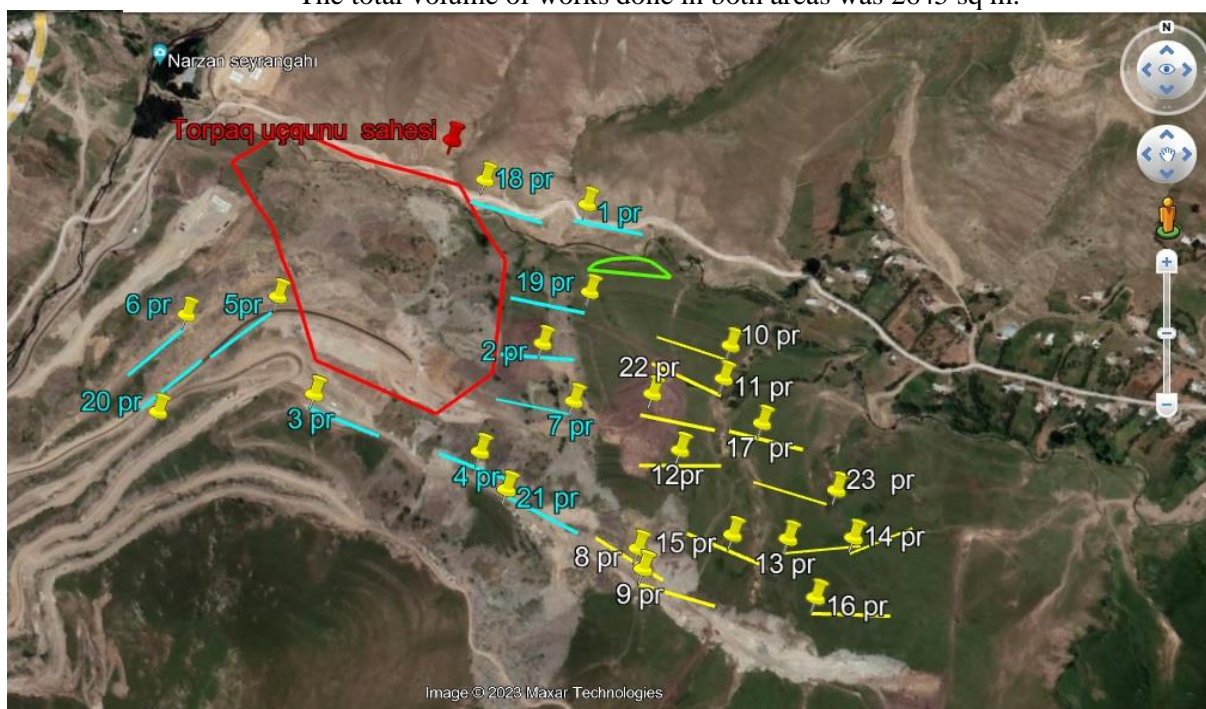 The total volume of works done in both areas was 2645 sq m.
N
Narzan seyrangahı
Torpaq uçqunu sahəsi
18 pr
1 pr
19 pr
6 pr
5pr
2 pr
10 pr
22 pr
11 pr
20 pr
3 pr
7 pr
17 pr
4 pr
12pr
21 pr
23 pr
8 pr
15 pr
13 pr
14 pr
9 pr
16 pr
Image © 2023 Maxar Technologies